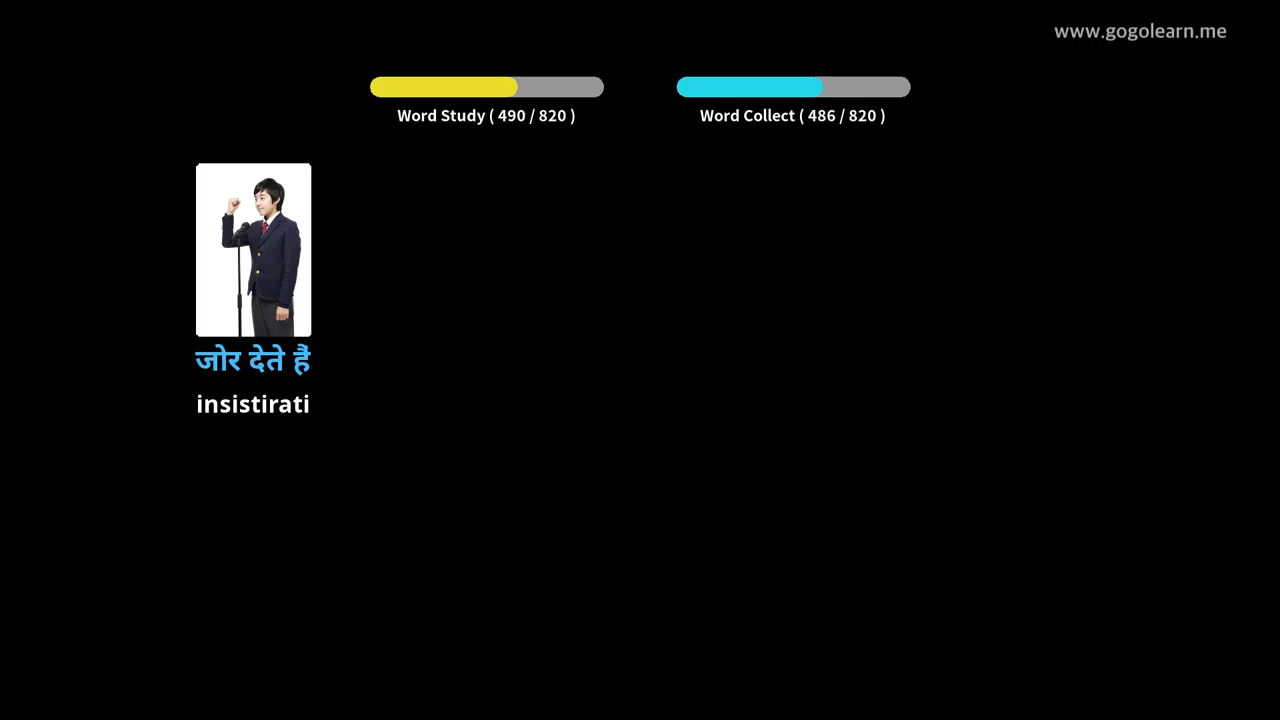 www.gogolearn.me
Word Study ( 490 / 820 )
Word Collect ( 486 / 820 )
जोर देते हैं
insistirati